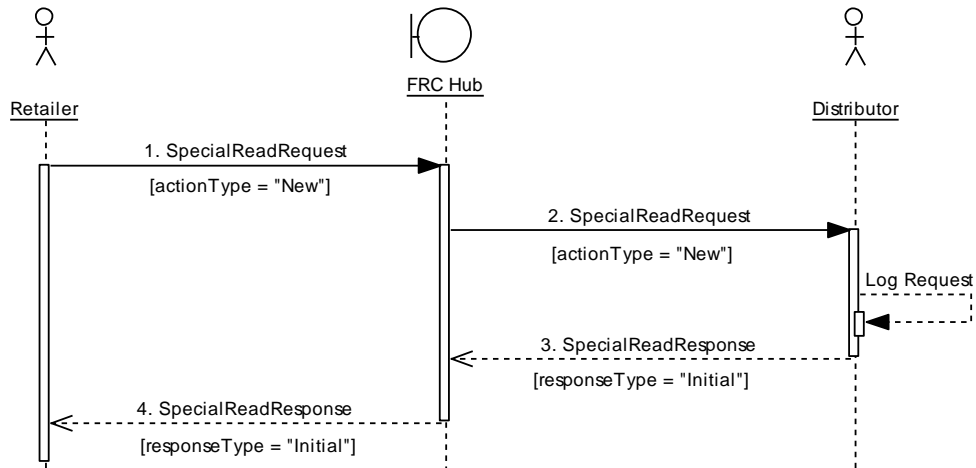 FRC Hub
Retailer
Distributor
1. SpecialReadRequest
[actionType = "New"]
2. SpecialReadRequest
[actionType = "New"]
Log Request
3. SpecialReadResponse
[responseType = "Initial"]
4. SpecialReadResponse
[responseType = "Initial"]